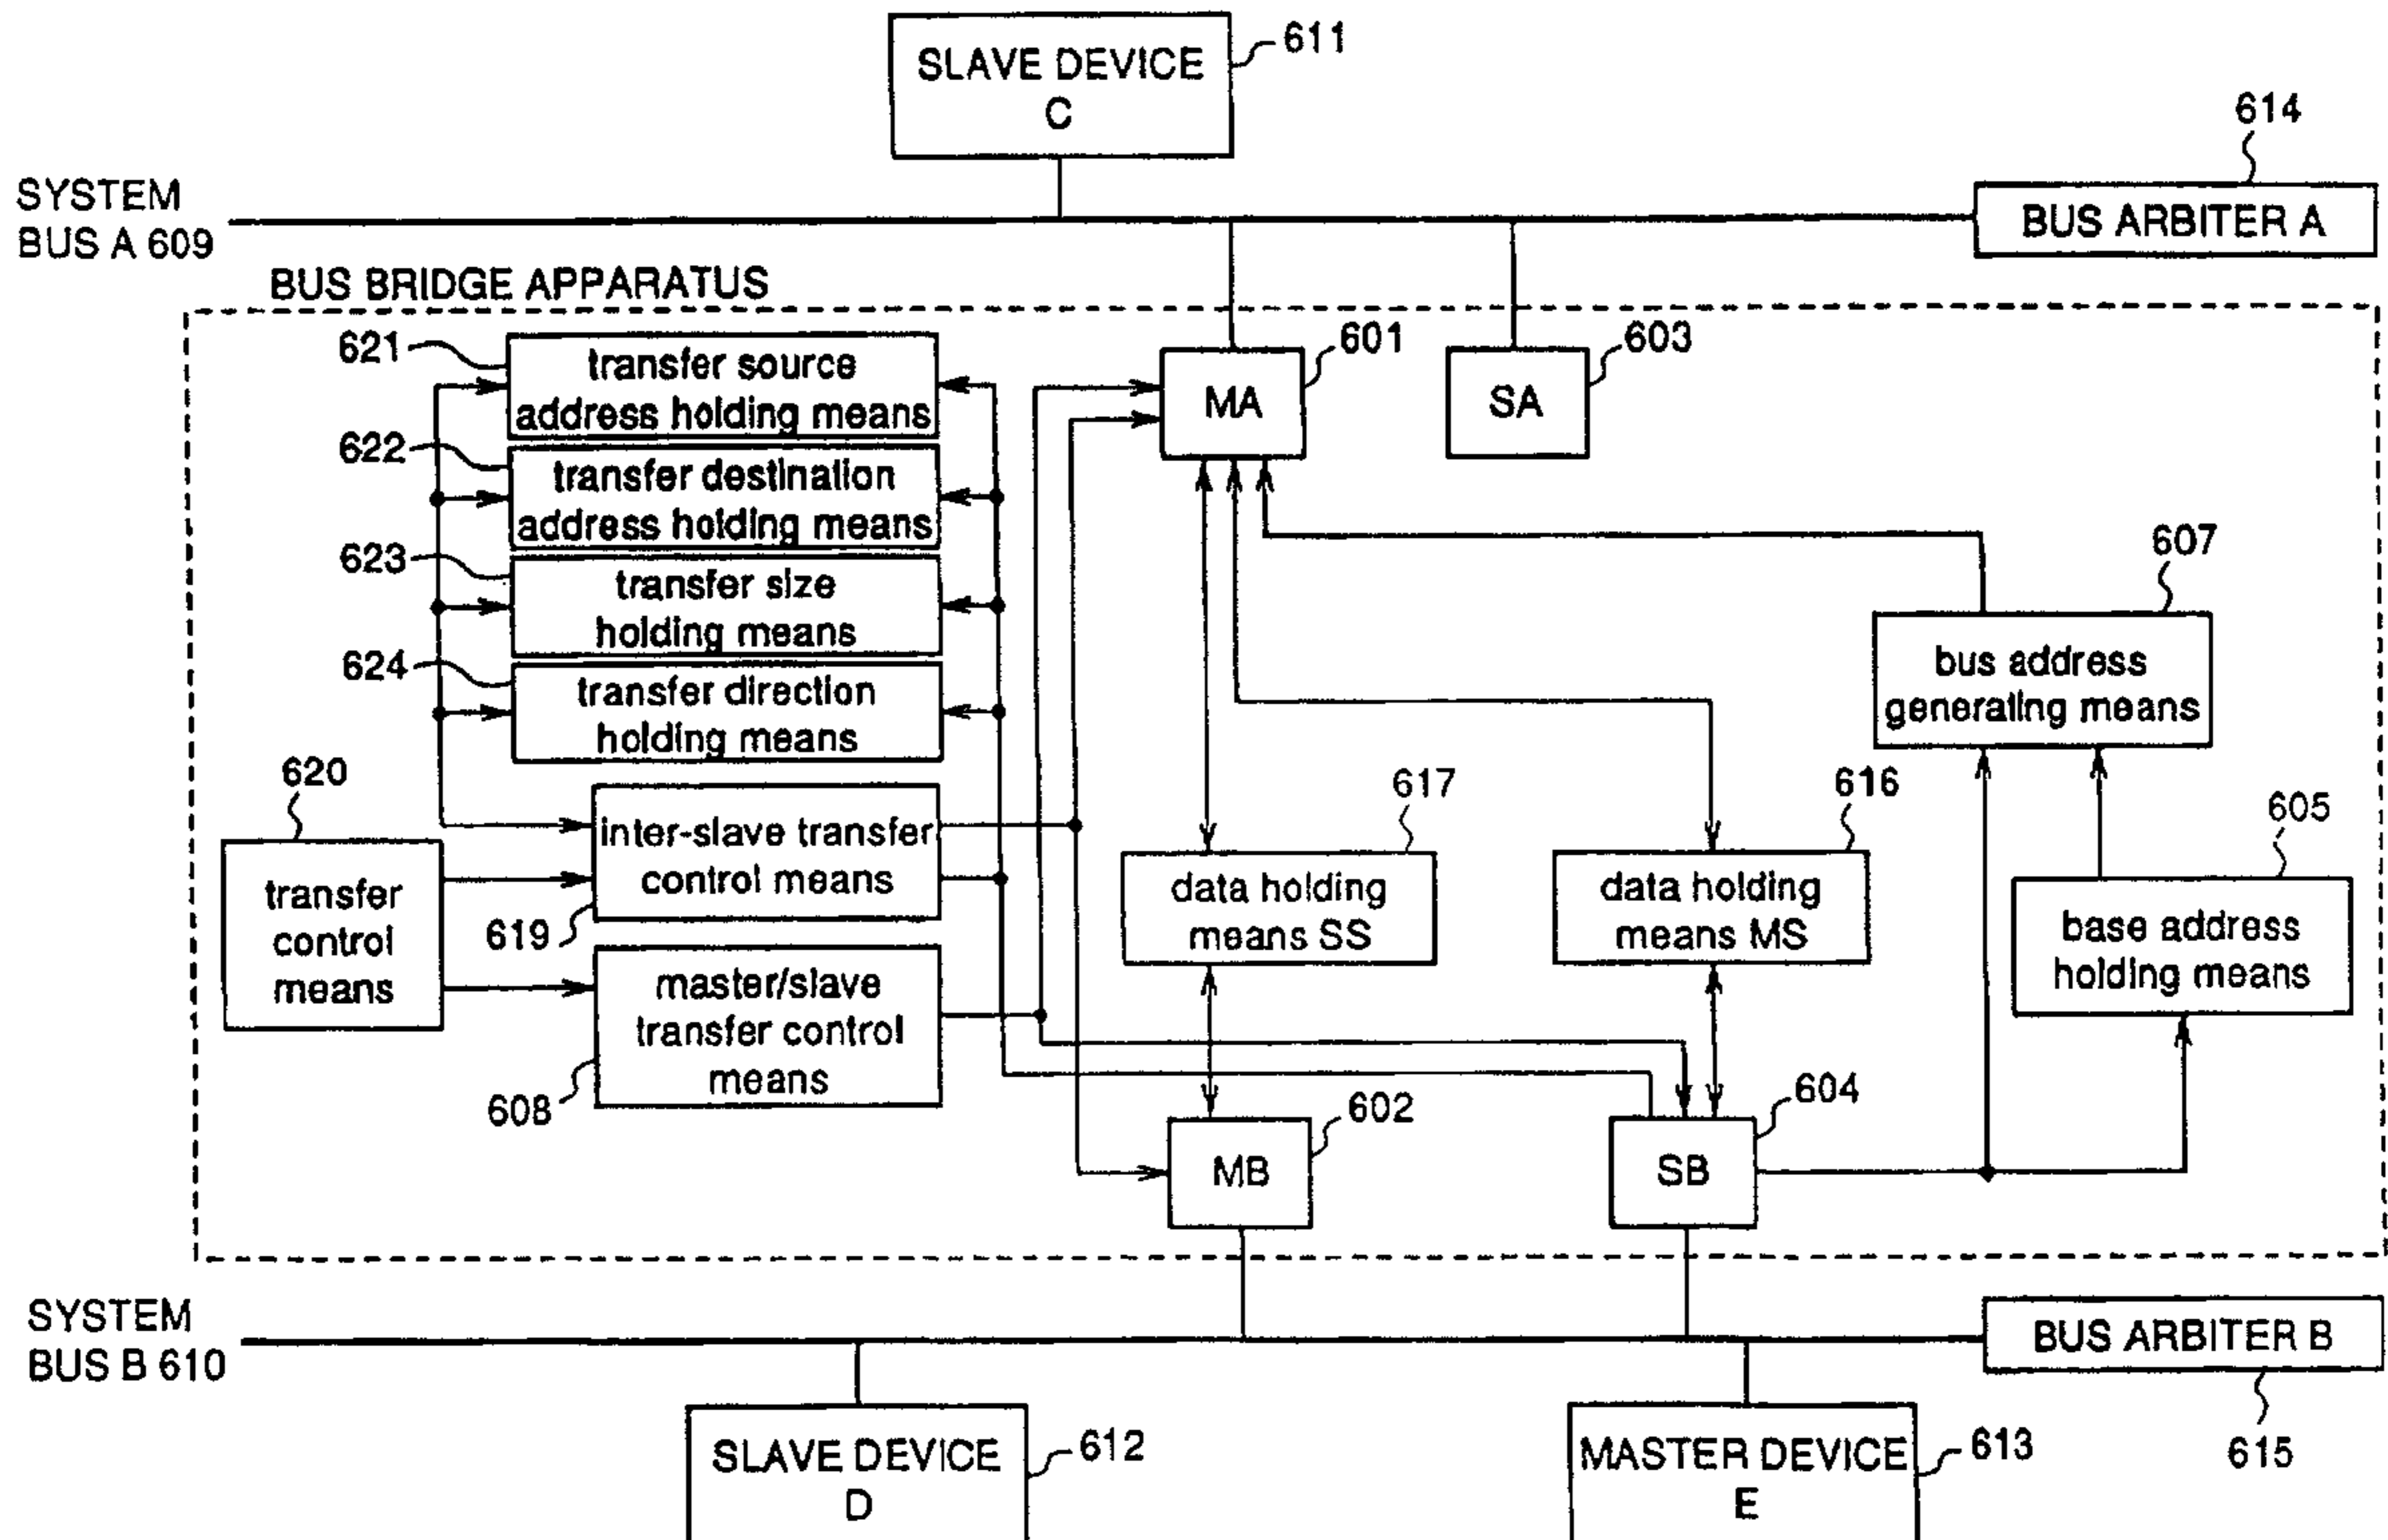 SLAVE DEVICE
C
611
614
SYSTEM
BUS A 609
BUS ARBITER A
BUS BRIDGE APPARATUS
621
transfer source
address holding means
601
MA
603
SA
622
transfer destination
address holding means
623
transfer size
holding means
607
bus address
generating means
624
transfer direction
holding means
620
transfer
control
means
inter-slave transfer
control means
619
617
data holding
means SS
616
data holding
means MS
605
base address
holding means
master/slave
transfer control
means
608
602
MB
604
SB
SYSTEM
BUS B 610
BUS ARBITER B
615
SLAVE DEVICE
D
612
MASTER DEVICE
E
613